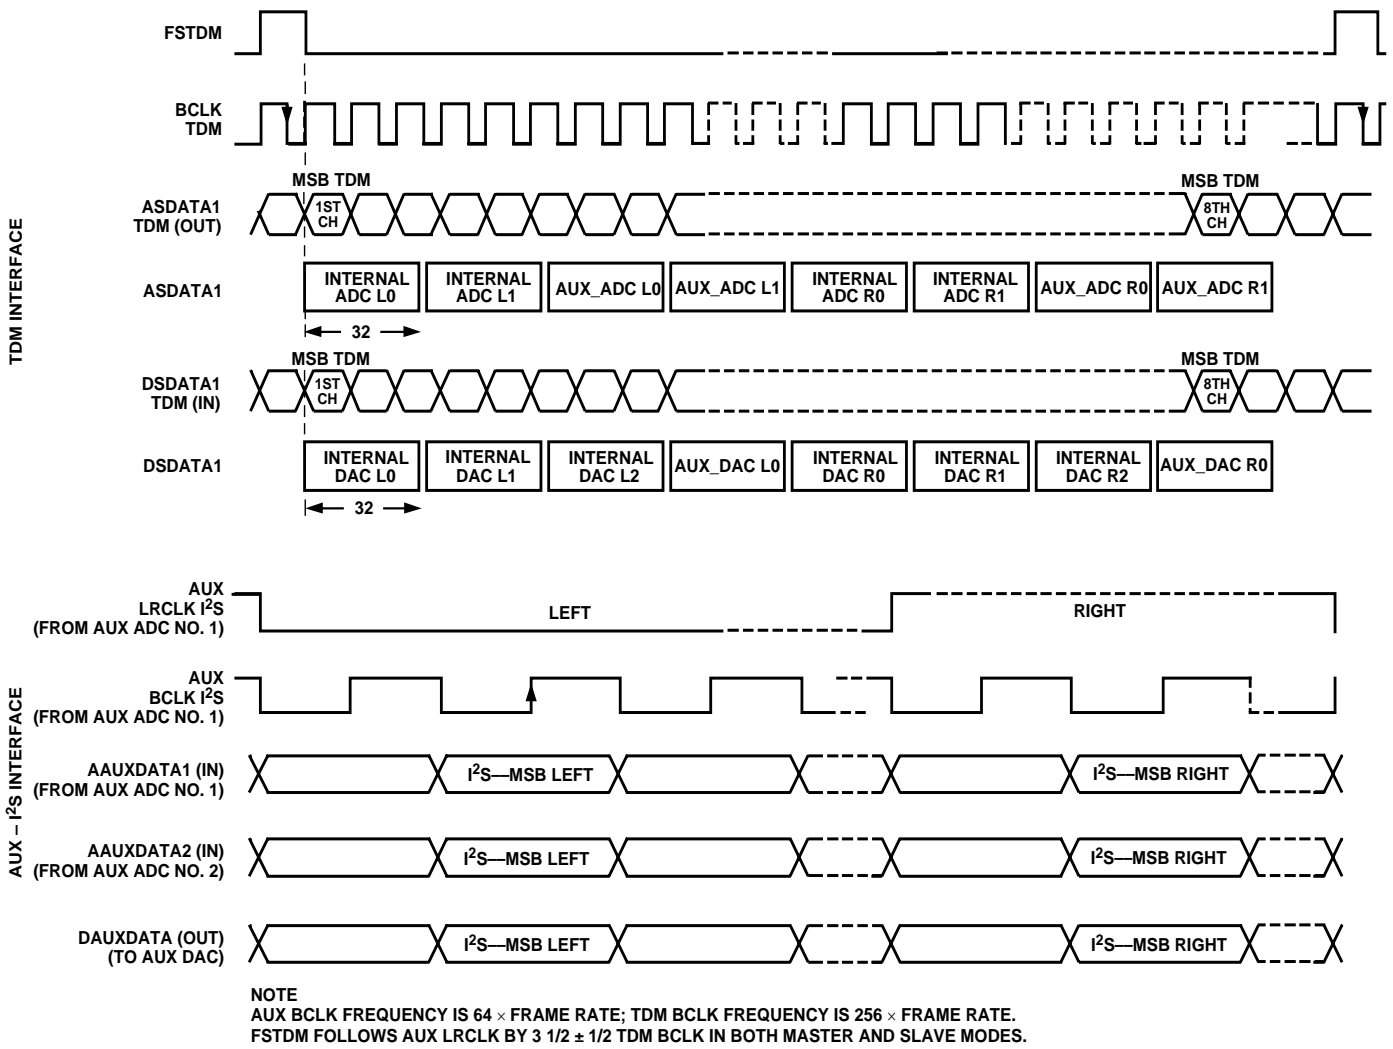 FSTDM
BCLK
TDM
MSB TDM
MSB TDM
ASDATA1
TDM (OUT)
1ST
CH
8TH
CH
ASDATA1
INTERNAL
ADC L0
INTERNAL
ADC L1
AUX_ADC L0
AUX_ADC L1
INTERNAL
ADC R0
INTERNAL
ADC R1
AUX_ADC R0
AUX_ADC R1
32
TDM INTERFACE
MSB TDM
MSB TDM
DSDATA1
TDM (IN)
1ST
CH
8TH
CH
DSDATA1
INTERNAL
DAC L0
INTERNAL
DAC L1
INTERNAL
DAC L2
AUX_DAC L0
INTERNAL
DAC R0
INTERNAL
DAC R1
INTERNAL
DAC R2
AUX_DAC R0
32
AUX
LRCLK I²S
(FROM AUX ADC NO. 1)
LEFT
RIGHT
AUX
BCLK I²S
(FROM AUX ADC NO. 1)
AUX – I²S INTERFACE
AAUXDATA1 (IN)
(FROM AUX ADC NO. 1)
I²S—MSB LEFT
I²S—MSB RIGHT
AAUXDATA2 (IN)
(FROM AUX ADC NO. 2)
I²S—MSB LEFT
I²S—MSB RIGHT
DAUXDATA (OUT)
(TO AUX DAC)
I²S—MSB LEFT
I²S—MSB RIGHT
NOTE
AUX BCLK FREQUENCY IS 64 × FRAME RATE; TDM BCLK FREQUENCY IS 256 × FRAME RATE.
FSTDM FOLLOWS AUX LRCLK BY 3 1/2 ± 1/2 TDM BCLK IN BOTH MASTER AND SLAVE MODES.